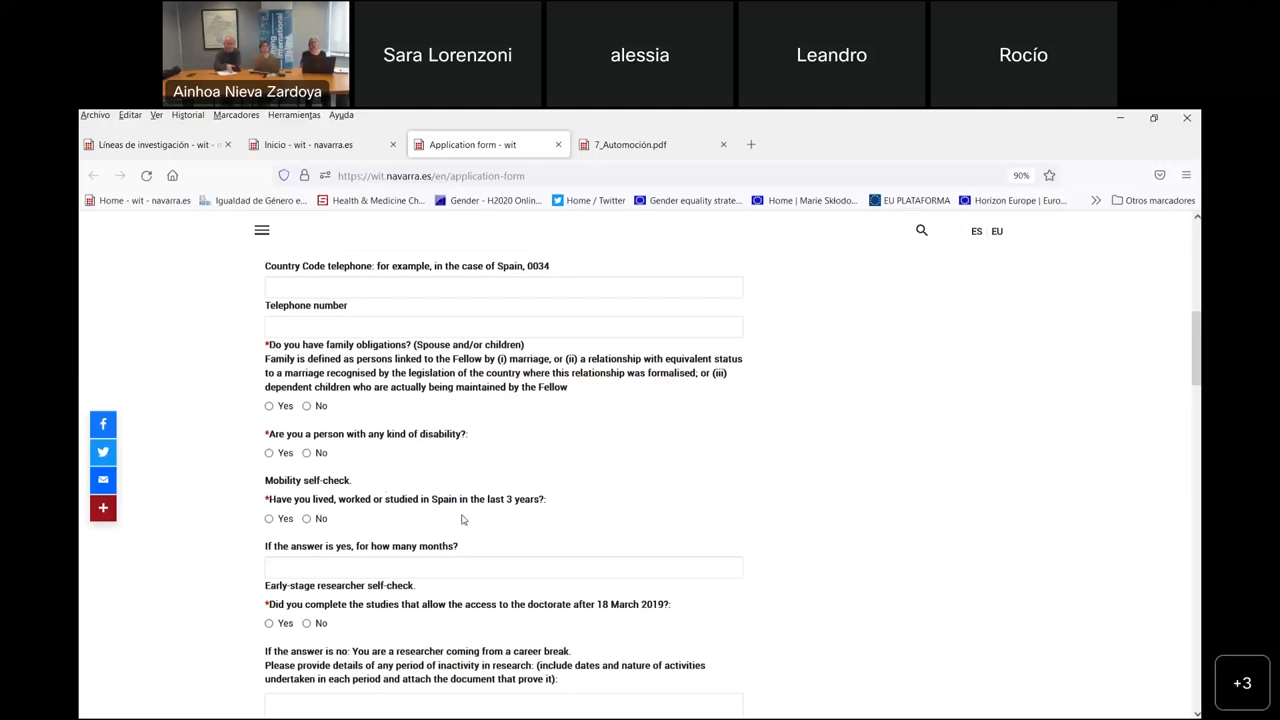 Sara Lorenzoni
alessia
Leandro
Rocío
Ainhoa Nieva Zardoya
Archivo Editar Ver Historial Marcadores Herramientas Ayuda
Líneas de investigación - wit - n
Inicio - wit - navarra.es
Application form - wit
7_Automoción.pdf
https://wit.navarra.es/en/application-form
90%
Home - wit - navarra.es
Igualdad de Género e...
Health & Medicine Ch...
Gender - H2020 Onlin...
Home / Twitter
Gender equality strate...
Home | Marie Skłodo...
EU PLATAFORMA
Horizon Europe | Euro...
Otros marcadores
ES EU
Country Code telephone: for example, in the case of Spain, 0034
Telephone number
*Do you have family obligations? (Spouse and/or children)
Family is defined as persons linked to the Fellow by (i) marriage, or (ii) a relationship with equivalent status
to a marriage recognised by the legislation of the country where this relationship was formalised; or (iii)
dependent children who are actually being maintained by the Fellow
Yes No
*Are you a person with any kind of disability?:
Yes No
Mobility self-check.
*Have you lived, worked or studied in Spain in the last 3 years?:
Yes No
If the answer is yes, for how many months?
Early-stage researcher self-check.
*Did you complete the studies that allow the access to the doctorate after 18 March 2019?:
Yes No
If the answer is no: You are a researcher coming from a career break.
Please provide details of any period of inactivity in research: (include dates and nature of activities
undertaken in each period and attach the document that prove it):
+3